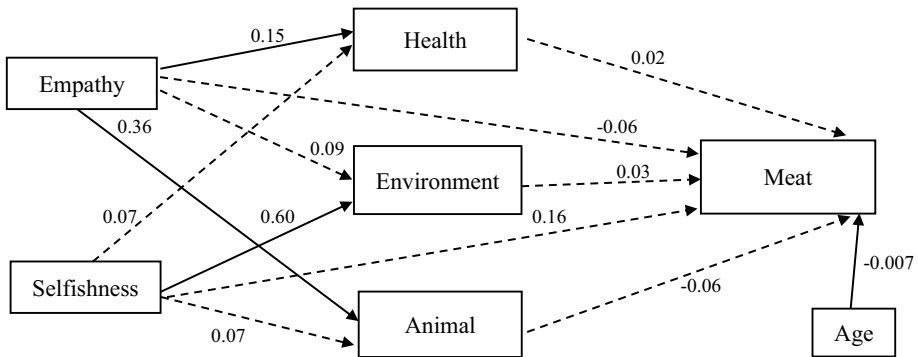 Health
0.15
0.02
Empathy
0.36
-0.06
0.09
Environment
0.03
Meat
0.07
0.60
0.16
Selfishness
-0.007
-0.06
Animal
0.07
Age